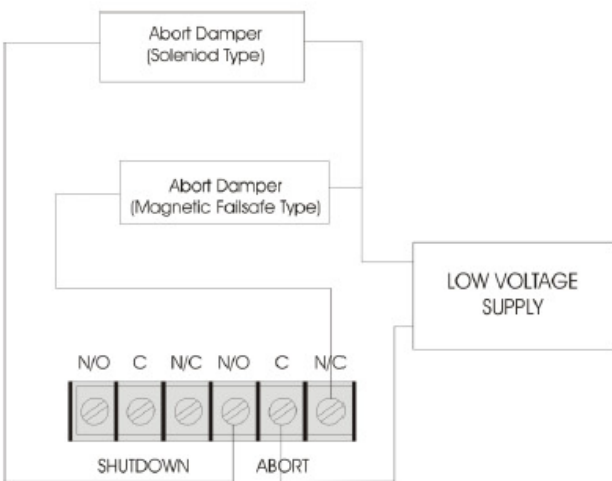 Abort Damper
(Soleniod Type)
Abort Damper
(Magnetic Failsafe Type)
LOW VOLTAGE
SUPPLY
N/O C N/C N/O C N/C
SHUTDOWN ABORT